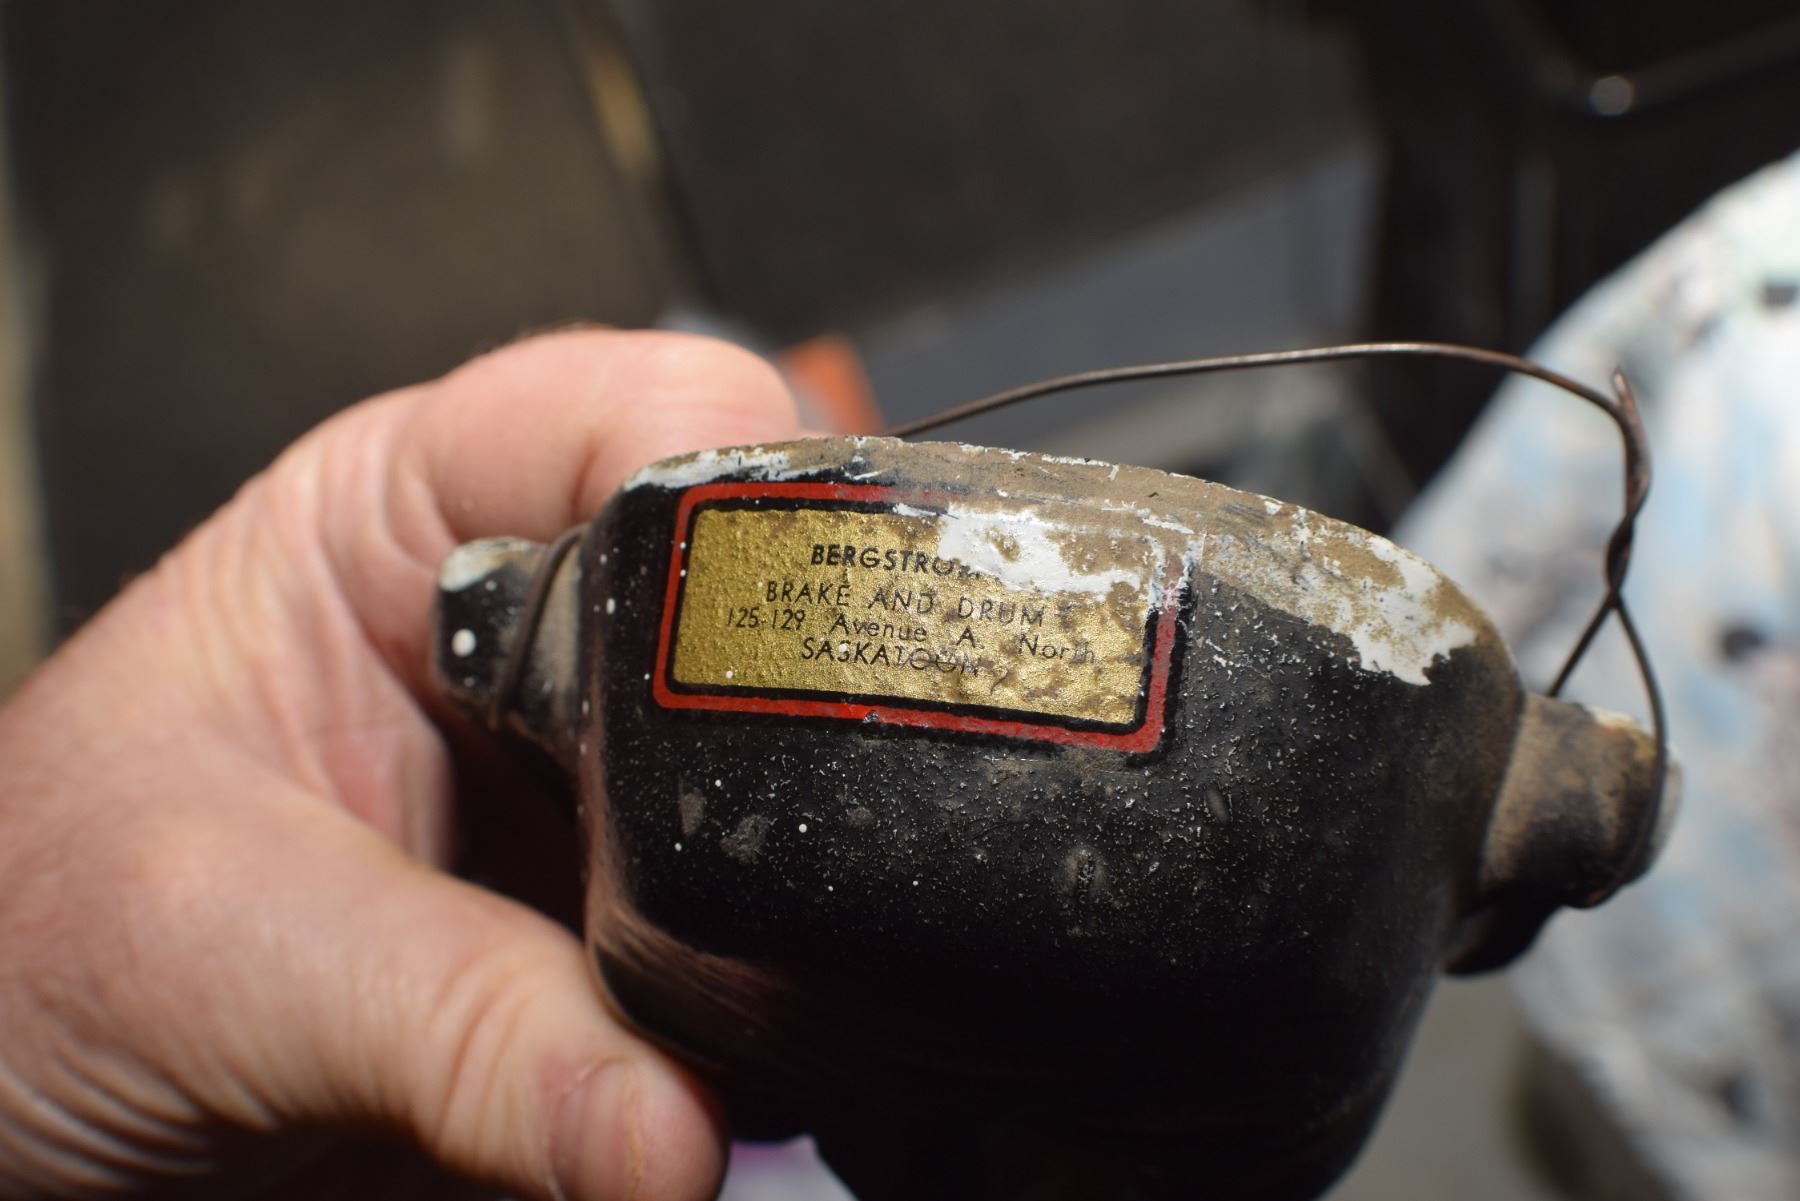 BERGSTROM
BRAKE AND DRUM
125-129 Avenue A. North
SASKATOON